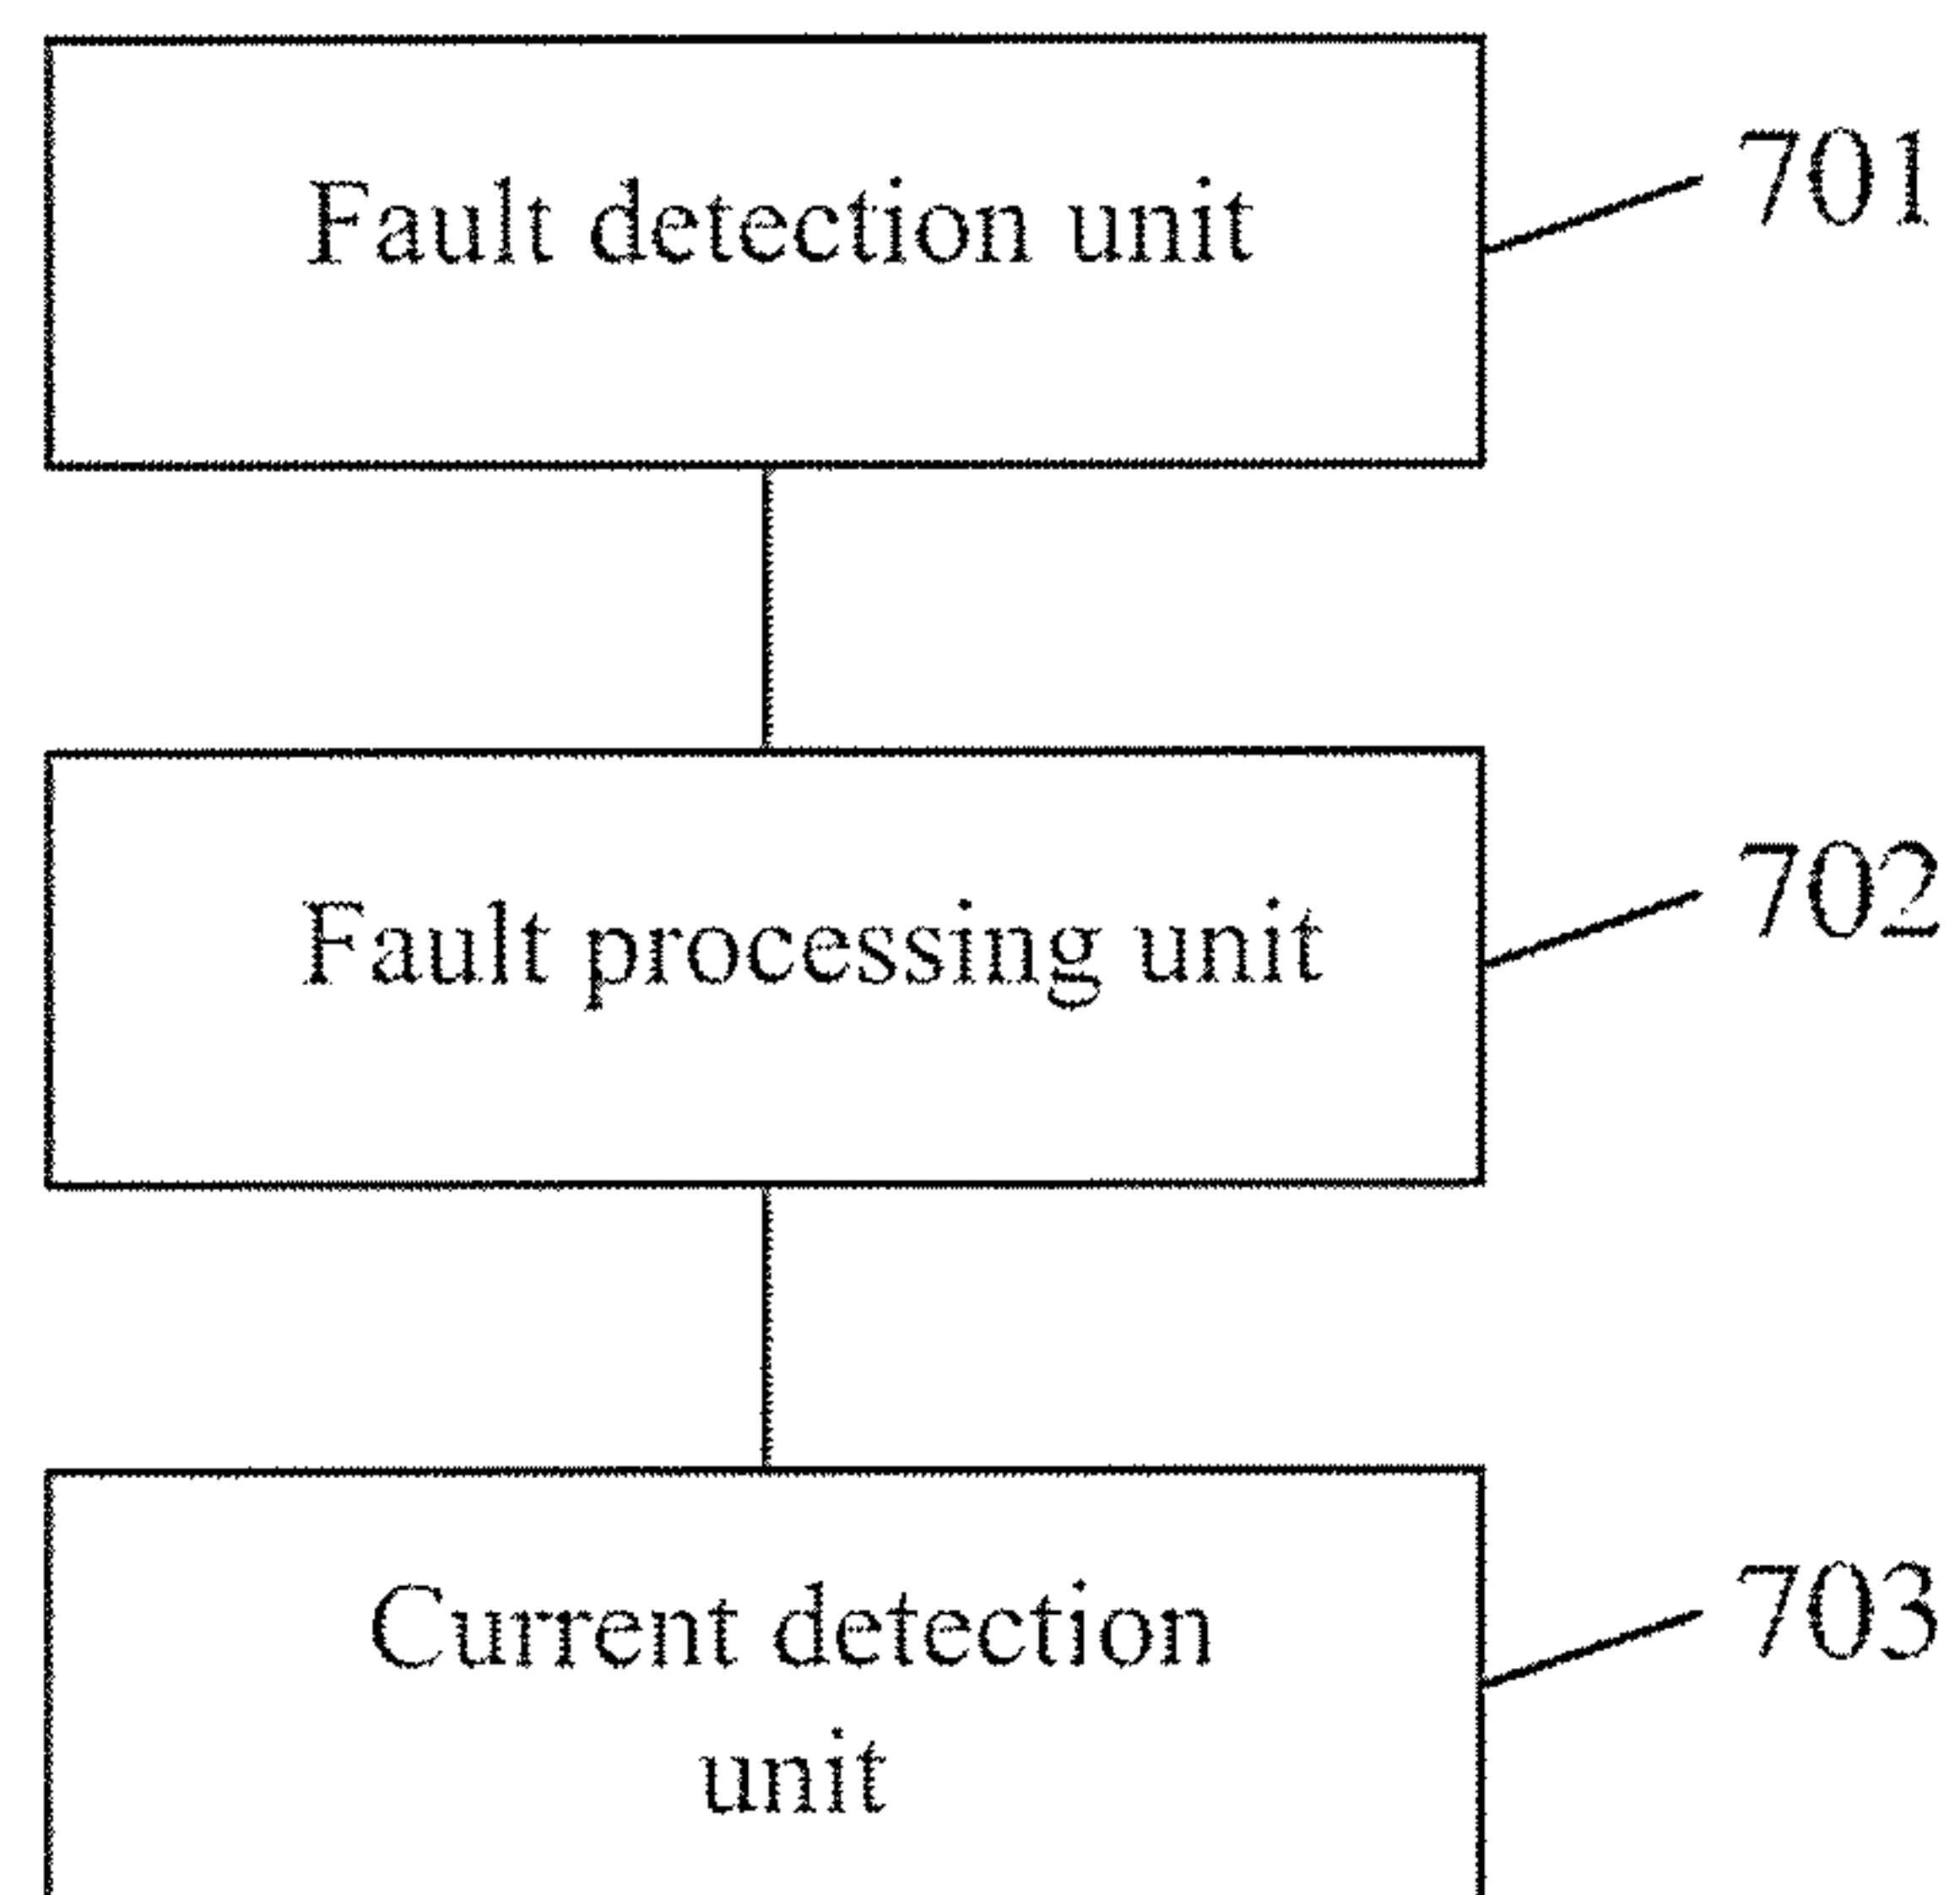 Fault detection unit
701
Fault processing unit
702
Current detection
unit
703